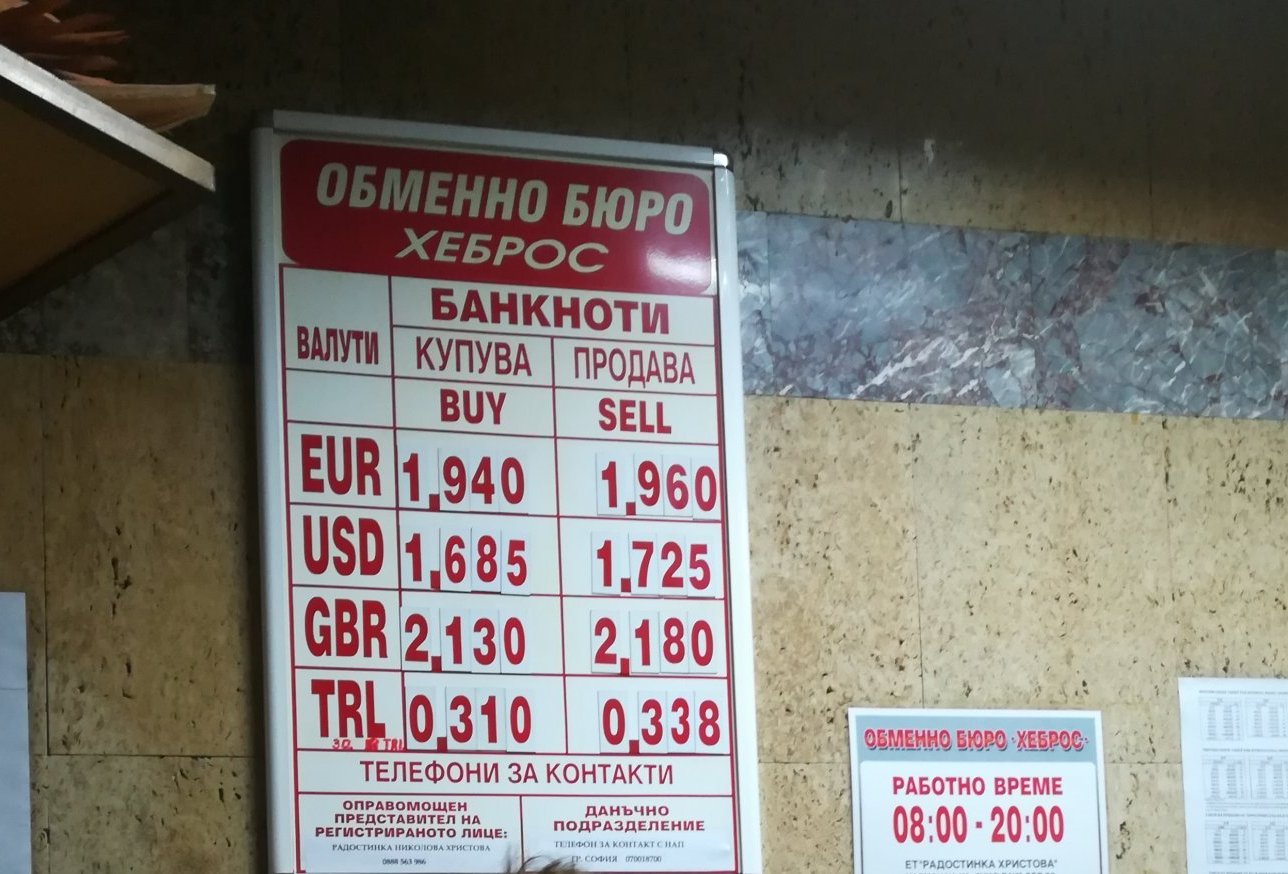 ОБМЕННО БЮРО
ХЕБРОС
ВАЛУТИ
БАНКНОТИ
КУПУВА ПРОДАВА
BUY SELL
EUR 1,940 1,960
USD 1,685 1,725
GBR 2,130 2,180
TRL 0,310 0,338
за TRL
ТЕЛЕФОНИ ЗА КОНТАКТИ
ОПРАВОМОЩЕН
ПРЕДСТАВИТЕЛ НА
РЕГИСТРИРАНОТО ЛИЦЕ:
РАДОСТИНКА НИКОЛОВА ХРИСТОВА
0888 563 986
ДАНЪЧНО
ПОДРАЗДЕЛЕНИЕ
ТЕЛЕФОН ЗА КОНТАКТ С НАП
ГР. СОФИЯ 070018700
ОБМЕННО БЮРО "ХЕБРОС"
РАБОТНО ВРЕМЕ
08:00 - 20:00
ЕТ"РАДОСТИНКА ХРИСТОВА"